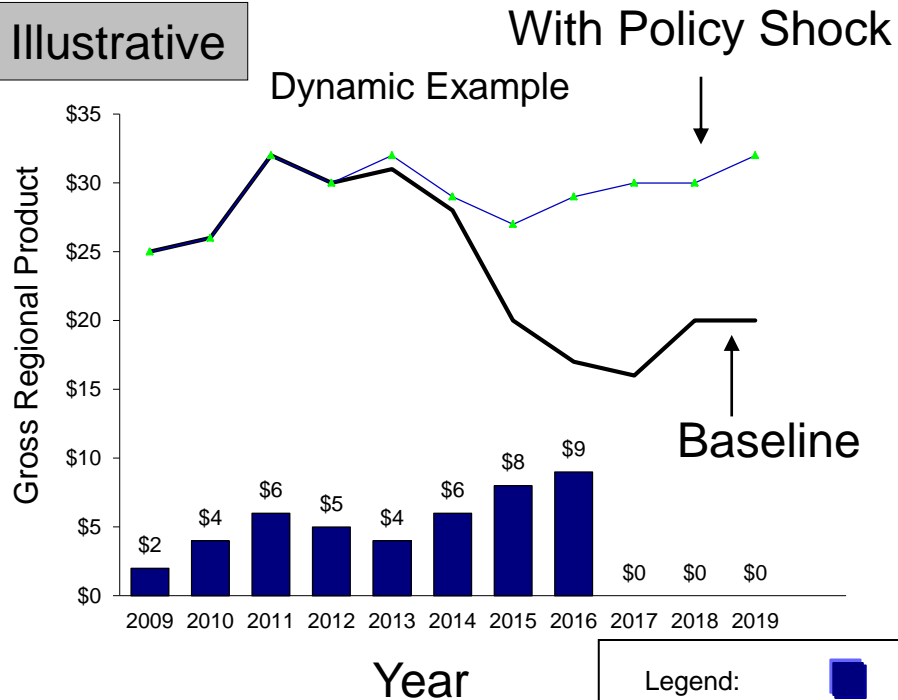 Illustrative
With Policy Shock
Dynamic Example
Gross Regional Product
$35
$30
$25
$20
$15
$10
$5
$0
Baseline
$2
$4
$6
$5
$4
$6
$8
$9
$0
$0
$0
2009 2010 2011 2012 2013 2014 2015 2016 2017 2018 2019
Year
Legend: